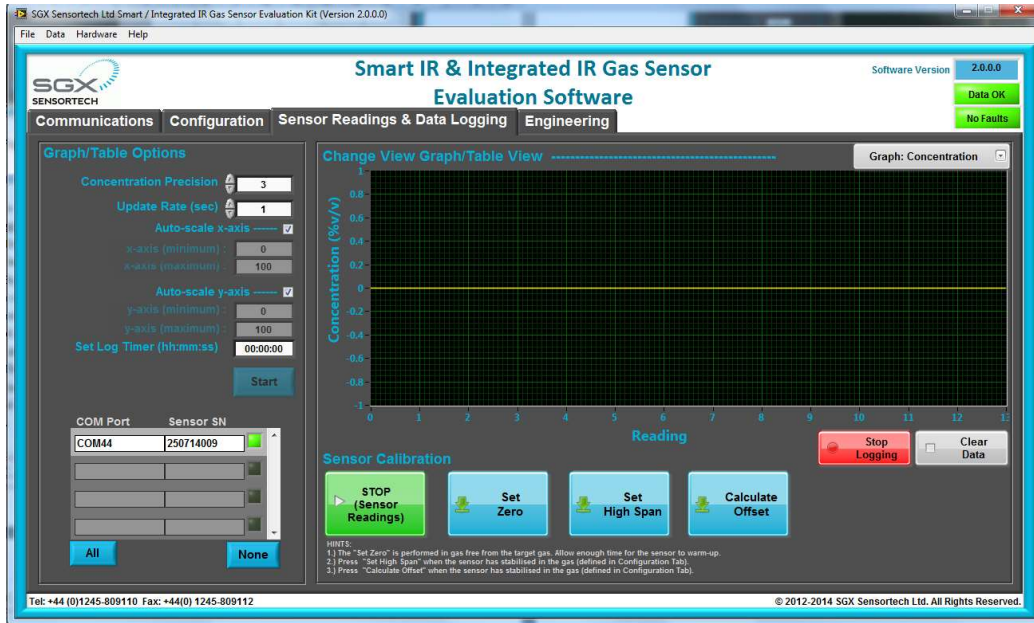 SGX Sensortech Ltd Smart / Integrated IR Gas Sensor Evaluation Kit (Version 2.0.0.0)
File Data Hardware Help
SGX
SENSORTECH
Smart IR & Integrated IR Gas Sensor
Evaluation Software
Software Version 2.0.0.0
Data OK
No Faults
Communications Configuration Sensor Readings & Data Logging Engineering
Graph/Table Options
Concentration Precision 3
Update Rate (sec) 1
Auto-scale x-axis ------
x-axis (minimum) : 0
x-axis (maximum) : 100
Auto-scale y-axis ------
y-axis (minimum) : 0
y-axis (maximum) : 100
Set Log Timer (hh:mm:ss) 00:00:00
Start
COM Port Sensor SN
COM44 250714009
All None
Change View Graph/Table View ------------------------------------------------
Graph: Concentration
Concentration (%v/v)
1
0.8
0.6
0.4
0.2
0
-0.2
-0.4
-0.6
-0.8
-1
0 1 2 3 4 5 6 7 8 9 10 11 12 13
Reading
Stop
Logging
Clear
Data
Sensor Calibration
STOP
(Sensor
Readings)
Set
Zero
Set
High Span
Calculate
Offset
HINTS:
1.) The "Set Zero" is performed in gas free from the target gas. Allow enough time for the sensor to warm-up.
2.) Press "Set High Span" when the sensor has stabilised in the gas (defined in Configuration Tab).
3.) Press "Calculate Offset" when the sensor has stabilised in the gas (defined in Configuration Tab).
Tel: +44 (0)1245-809110 Fax: +44(0) 1245-809112
© 2012-2014 SGX Sensortech Ltd. All Rights Reserved.